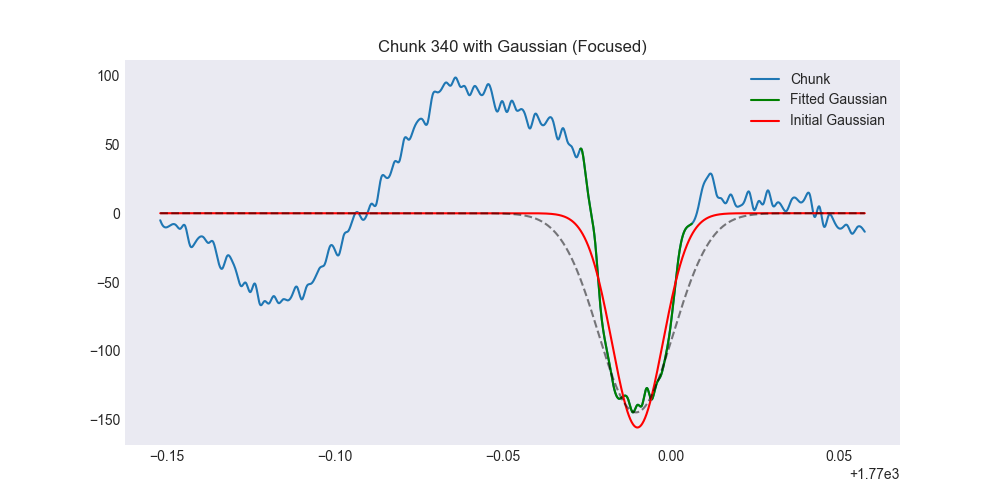 Chunk 340 with Gaussian (Focused)
100
50
0
−50
−100
−150
Chunk
Fitted Gaussian
Initial Gaussian
−0.15 −0.10 −0.05 0.00 0.05
+1.77e3